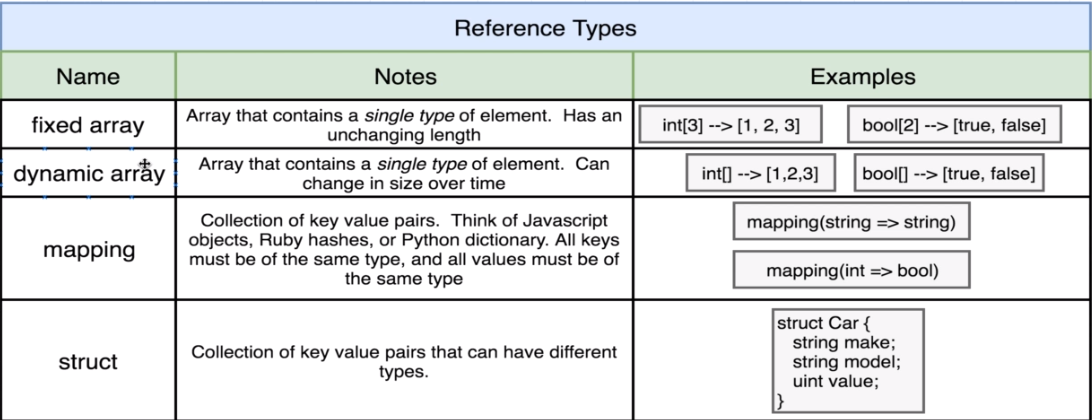 Reference Types
Name
Notes
Examples
fixed array
Array that contains a single type of element. Has an
unchanging length
int[3] --> [1, 2, 3]
bool[2] --> [true, false]
dynamic array
Array that contains a single type of element. Can
change in size over time
int[] --> [1,2,3]
bool[] --> [true, false]
mapping
Collection of key value pairs. Think of Javascript
objects, Ruby hashes, or Python dictionary. All keys
must be of the same type, and all values must be of
the same type
mapping(string => string)
mapping(int => bool)
struct
Collection of key value pairs that can have different
types.
struct Car {
string make;
string model;
uint value;
}